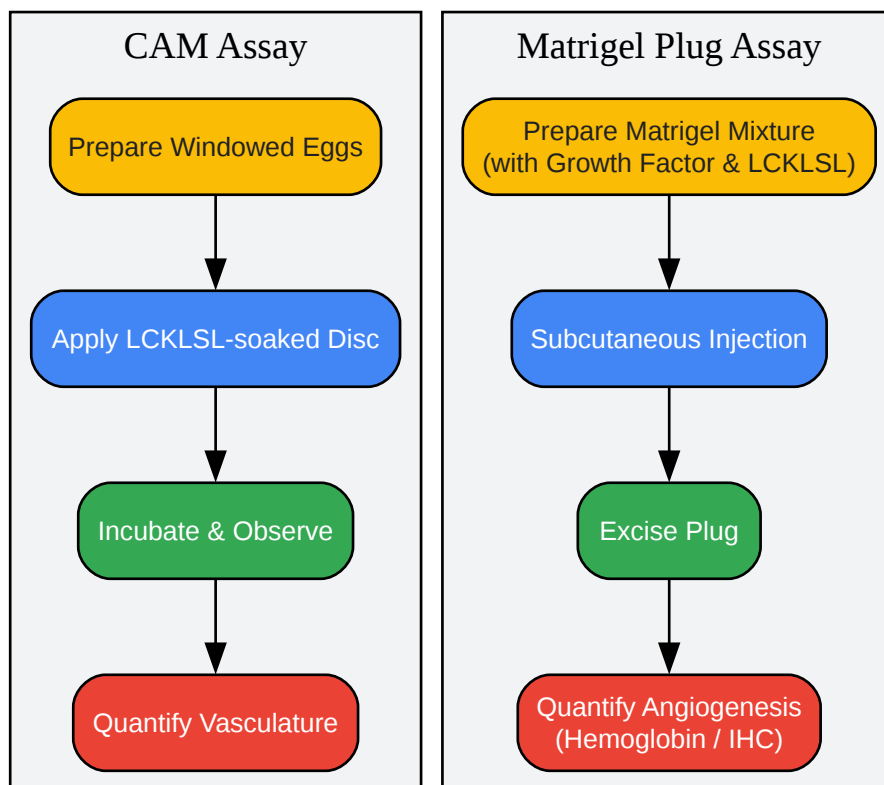 CAM Assay
Prepare Windowed Eggs
Apply LCKLSL-soaked Disc
Incubate & Observe
Quantify Vasculature
Matrigel Plug Assay
Prepare Matrigel Mixture
(with Growth Factor & LCKLSL)
Subcutaneous Injection
Excise Plug
Quantify Angiogenesis
(Hemoglobin / IHC)